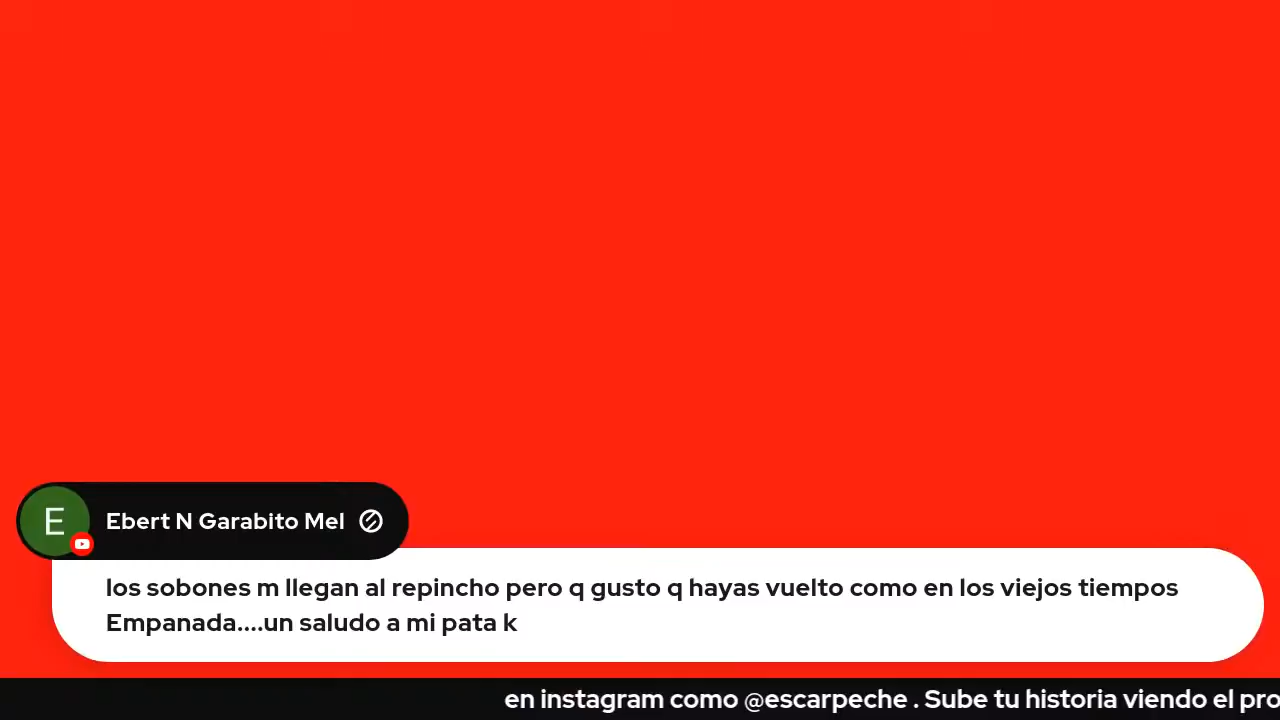 E
Ebert N Garabito Mel
los sobones m llegan al repincho pero q gusto q hayas vuelto como en los viejos tiempos
Empanada....un saludo a mi pata k
en instagram como @escarpeche . Sube tu historia viendo el pro